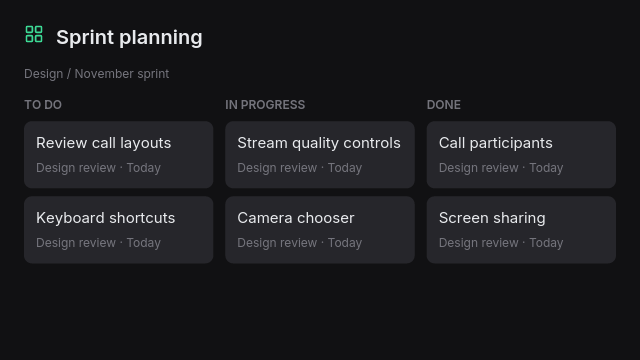 Sprint planning
Design / November sprint
TO DO
Review call layouts
Design review · Today
Keyboard shortcuts
Design review · Today
IN PROGRESS
Stream quality controls
Design review · Today
Camera chooser
Design review · Today
DONE
Call participants
Design review · Today
Screen sharing
Design review · Today